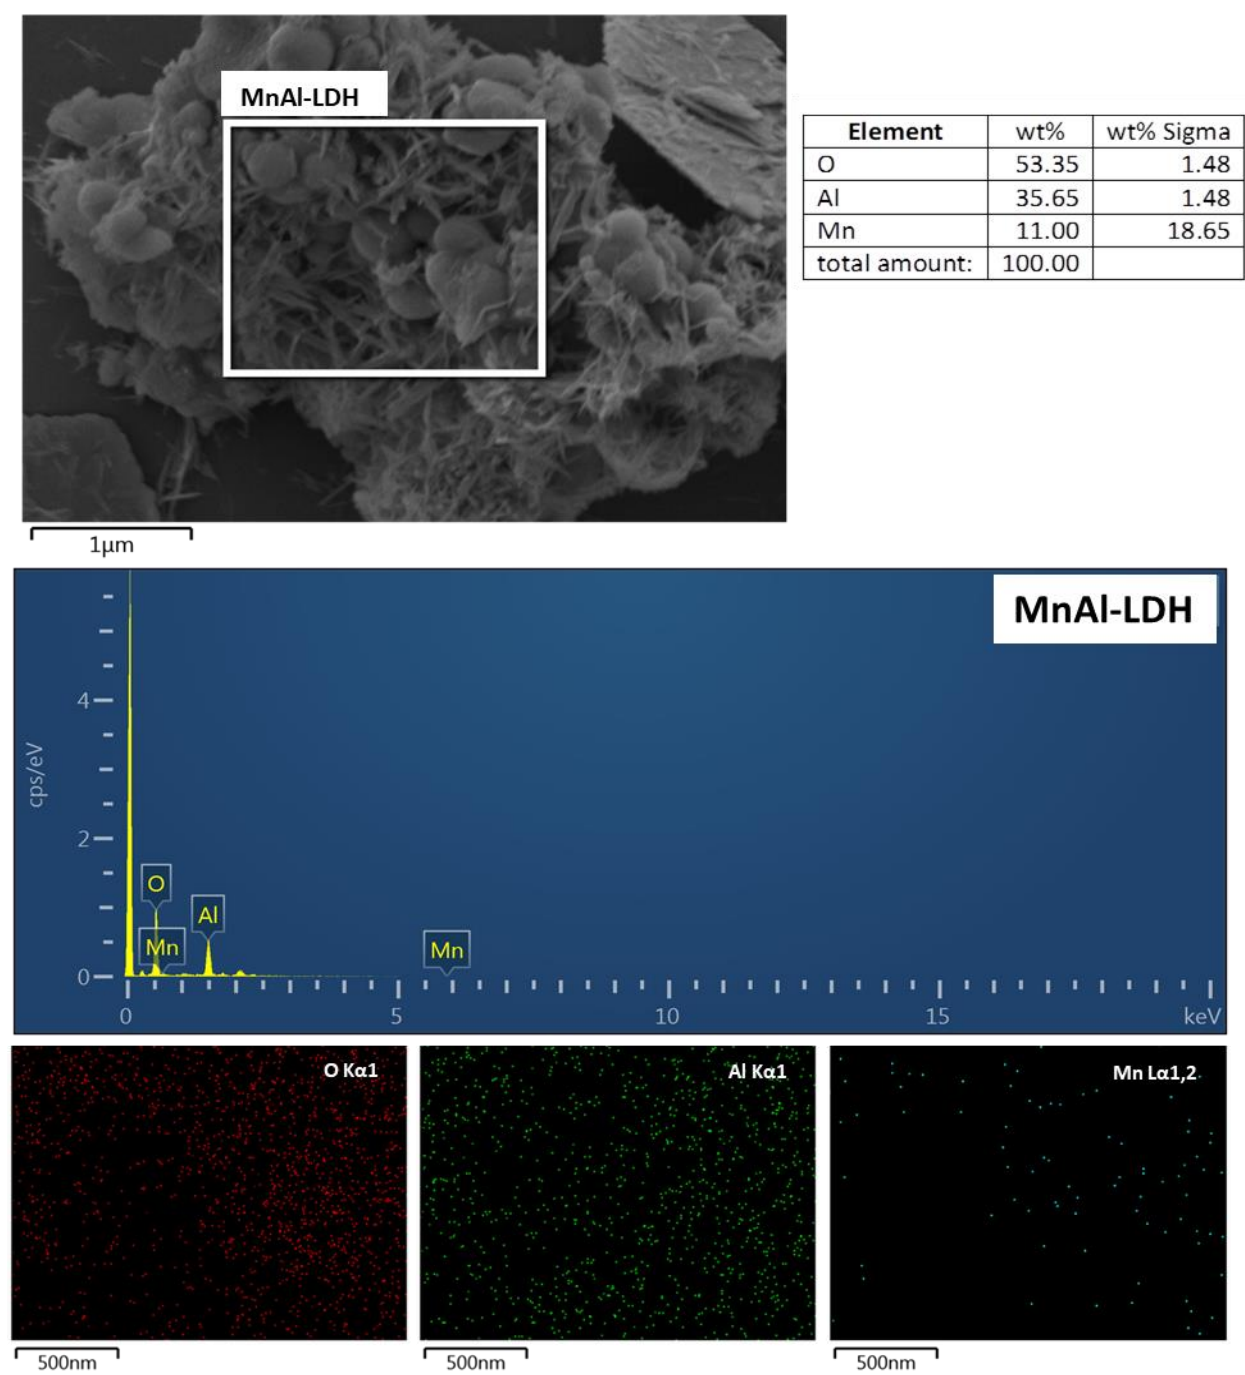 MnAl-LDH
Element wt% wt% Sigma
O 53.35 1.48
Al 35.65 1.48
Mn 11.00 18.65
total amount: 100.00
1μm
MnAl-LDH
4
cps/eV
2
O
Al
Mn
Mn
0
0 5 10 15 keV
O Kα1
Al Kα1
Mn Lα1,2
500nm
500nm
500nm